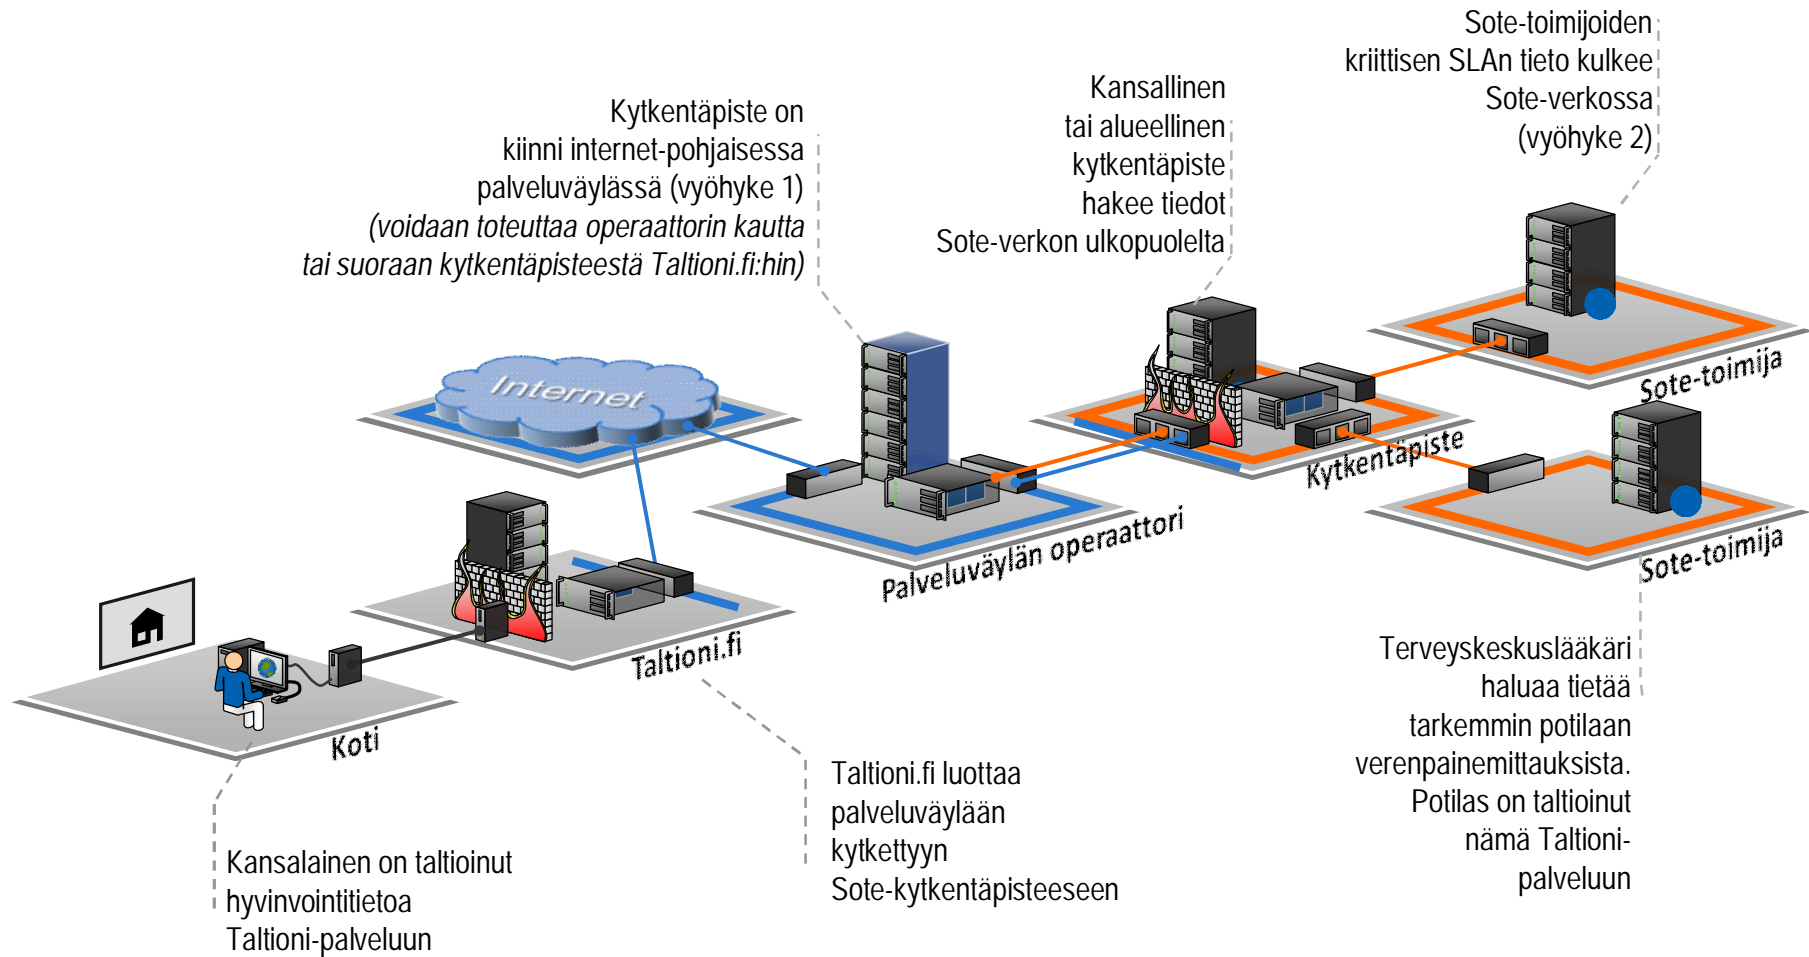 Sote-toimijoiden
kriittisen SLAn tieto kulkee
Sote-verkossa
(vyöhyke 2)
Kansallinen
tai alueellinen
kytkentäpiste
hakee tiedot
Sote-verkon ulkopuolelta
Kytkentäpiste on
kiinni internet-pohjaisessa
palveluväylässä (vyöhyke 1)
(voidaan toteuttaa operaattorin kautta
tai suoraan kytkentäpisteestä Taltioni.fi:hin)
Internet
Sote-toimija
Kytkentäpiste
Sote-toimija
Palveluväylän operaattori
Taltioni.fi
Koti
Terveyskeskuslääkäri
haluaa tietää
tarkemmin potilaan
verenpainemittauksista.
Potilas on taltioinut
nämä Taltioni-
palveluun
Taltioni.fi luottaa
palveluväylään
kytkettyyn
Sote-kytkentäpisteeseen
Kansalainen on taltioinut
hyvinvointitietoa
Taltioni-palveluun